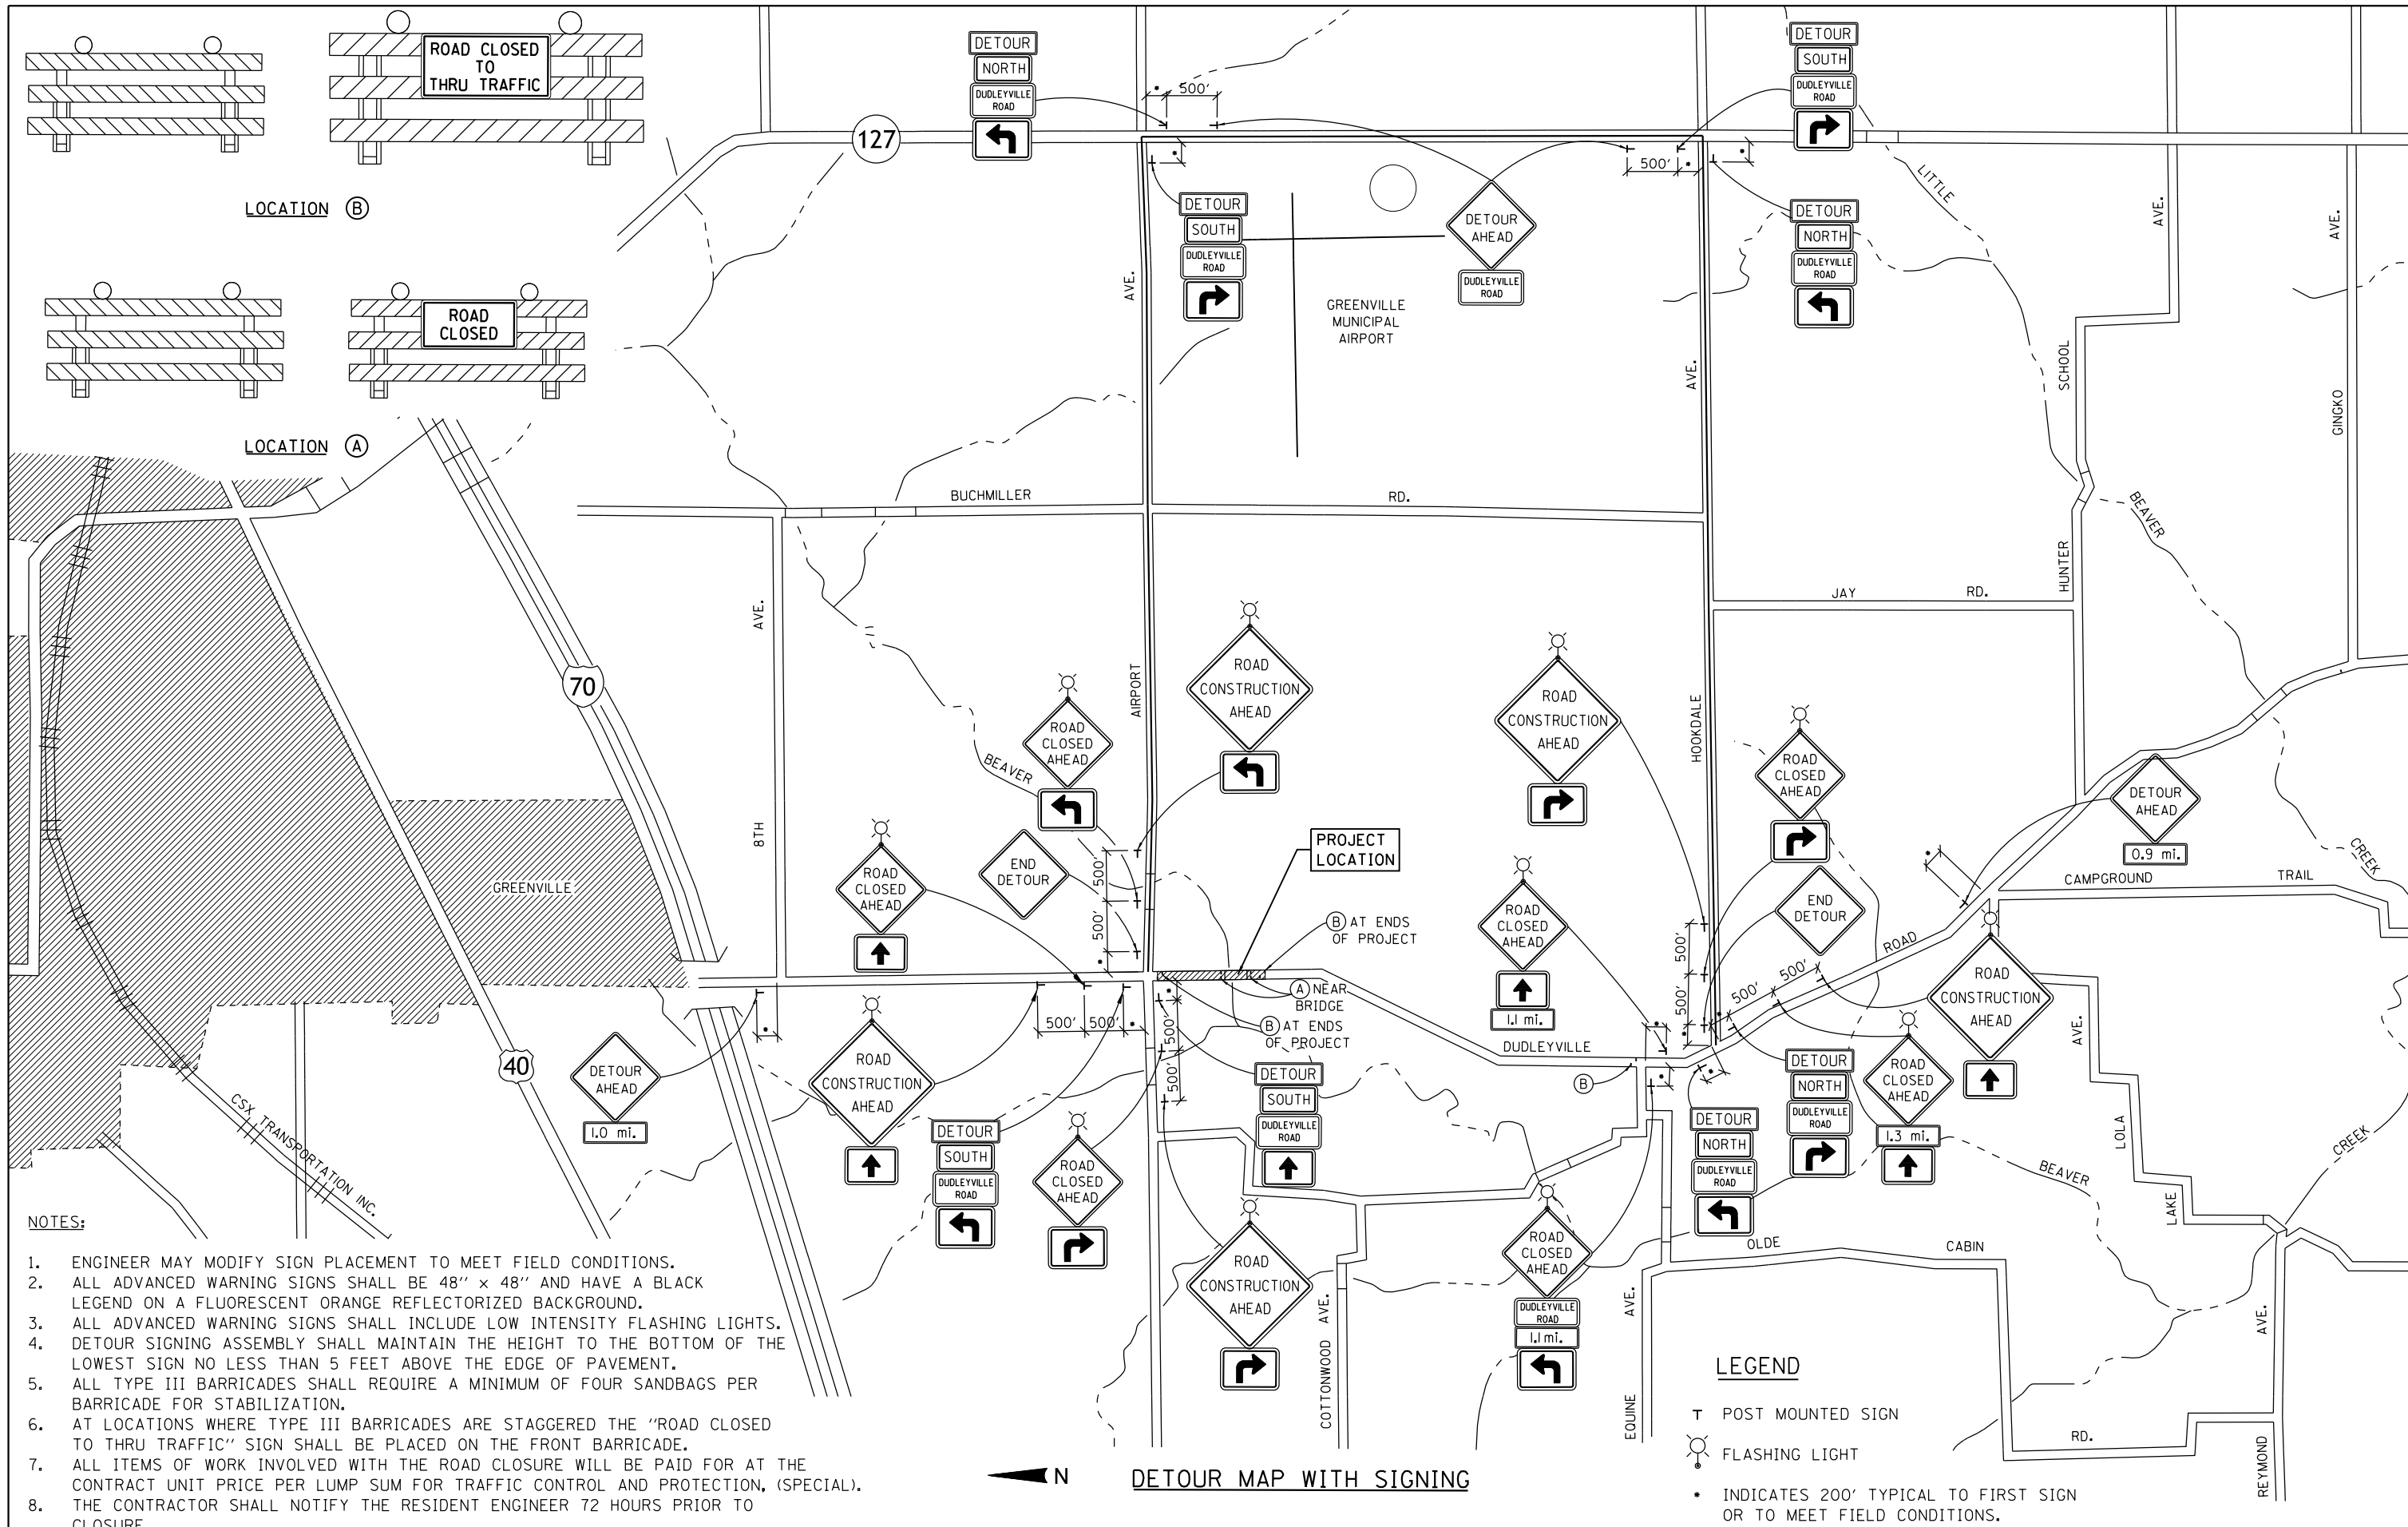 ROAD CLOSED
TO
THRU TRAFFIC
LOCATION B
ROAD
CLOSED
LOCATION A
DETOUR
NORTH
DUDLEYVILLE
ROAD
127
* 500'
*
DETOUR
SOUTH
DUDLEYVILLE
ROAD
500' *
*
DETOUR
SOUTH
DUDLEYVILLE
ROAD
DETOUR
AHEAD
DUDLEYVILLE
ROAD
DETOUR
NORTH
DUDLEYVILLE
ROAD
LITTLE
AVE.
AVE.
AVE.
AVE.
GREENVILLE
MUNICIPAL
AIRPORT
SCHOOL
GINGKO
BUCHMILLER
RD.
BEAVER
HUNTER
JAY
RD.
AVE.
70
AIRPORT
HOOKDALE
ROAD
CONSTRUCTION
AHEAD
ROAD
CONSTRUCTION
AHEAD
ROAD
CLOSED
AHEAD
BEAVER
ROAD
CLOSED
AHEAD
DETOUR
AHEAD
0.9 mi.
8TH
GREENVILLE
ROAD
CLOSED
AHEAD
END
DETOUR
500'
500'
*
PROJECT
LOCATION
B AT ENDS
OF PROJECT
ROAD
CLOSED
AHEAD
1.1 mi.
500'
500'
*
END
DETOUR
*
CAMPGROUND
TRAIL
CREEK
ROAD
ROAD
CONSTRUCTION
AHEAD
500'
500'
*
A NEAR
BRIDGE
B AT ENDS
OF PROJECT
DUDLEYVILLE
*
500' 500' *
*
500'
500'
B
*
*
*
40
DETOUR
AHEAD
1.0 mi.
ROAD
CONSTRUCTION
AHEAD
DETOUR
SOUTH
DUDLEYVILLE
ROAD
ROAD
CLOSED
AHEAD
DETOUR
SOUTH
DUDLEYVILLE
ROAD
DETOUR
NORTH
DUDLEYVILLE
ROAD
DETOUR
NORTH
DUDLEYVILLE
ROAD
ROAD
CLOSED
AHEAD
1.3 mi.
AVE.
LOLA
LAKE
BEAVER
CREEK
CSX TRANSPORTATION INC.
ROAD
CONSTRUCTION
AHEAD
ROAD
CLOSED
AHEAD
DUDLEYVILLE
ROAD
1.1 mi.
OLDE
CABIN
RD.
AVE.
COTTONWOOD
AVE.
EQUINE
AVE.
REYMOND
NOTES:
1. ENGINEER MAY MODIFY SIGN PLACEMENT TO MEET FIELD CONDITIONS.
2. ALL ADVANCED WARNING SIGNS SHALL BE 48'' x 48'' AND HAVE A BLACK
LEGEND ON A FLUORESCENT ORANGE REFLECTORIZED BACKGROUND.
3. ALL ADVANCED WARNING SIGNS SHALL INCLUDE LOW INTENSITY FLASHING LIGHTS.
4. DETOUR SIGNING ASSEMBLY SHALL MAINTAIN THE HEIGHT TO THE BOTTOM OF THE
LOWEST SIGN NO LESS THAN 5 FEET ABOVE THE EDGE OF PAVEMENT.
5. ALL TYPE III BARRICADES SHALL REQUIRE A MINIMUM OF FOUR SANDBAGS PER
BARRICADE FOR STABILIZATION.
6. AT LOCATIONS WHERE TYPE III BARRICADES ARE STAGGERED THE ''ROAD CLOSED
TO THRU TRAFFIC'' SIGN SHALL BE PLACED ON THE FRONT BARRICADE.
7. ALL ITEMS OF WORK INVOLVED WITH THE ROAD CLOSURE WILL BE PAID FOR AT THE
CONTRACT UNIT PRICE PER LUMP SUM FOR TRAFFIC CONTROL AND PROTECTION, (SPECIAL).
8. THE CONTRACTOR SHALL NOTIFY THE RESIDENT ENGINEER 72 HOURS PRIOR TO
CLOSURE
N
DETOUR MAP WITH SIGNING
LEGEND
POST MOUNTED SIGN
FLASHING LIGHT
* INDICATES 200' TYPICAL TO FIRST SIGN
OR TO MEET FIELD CONDITIONS.